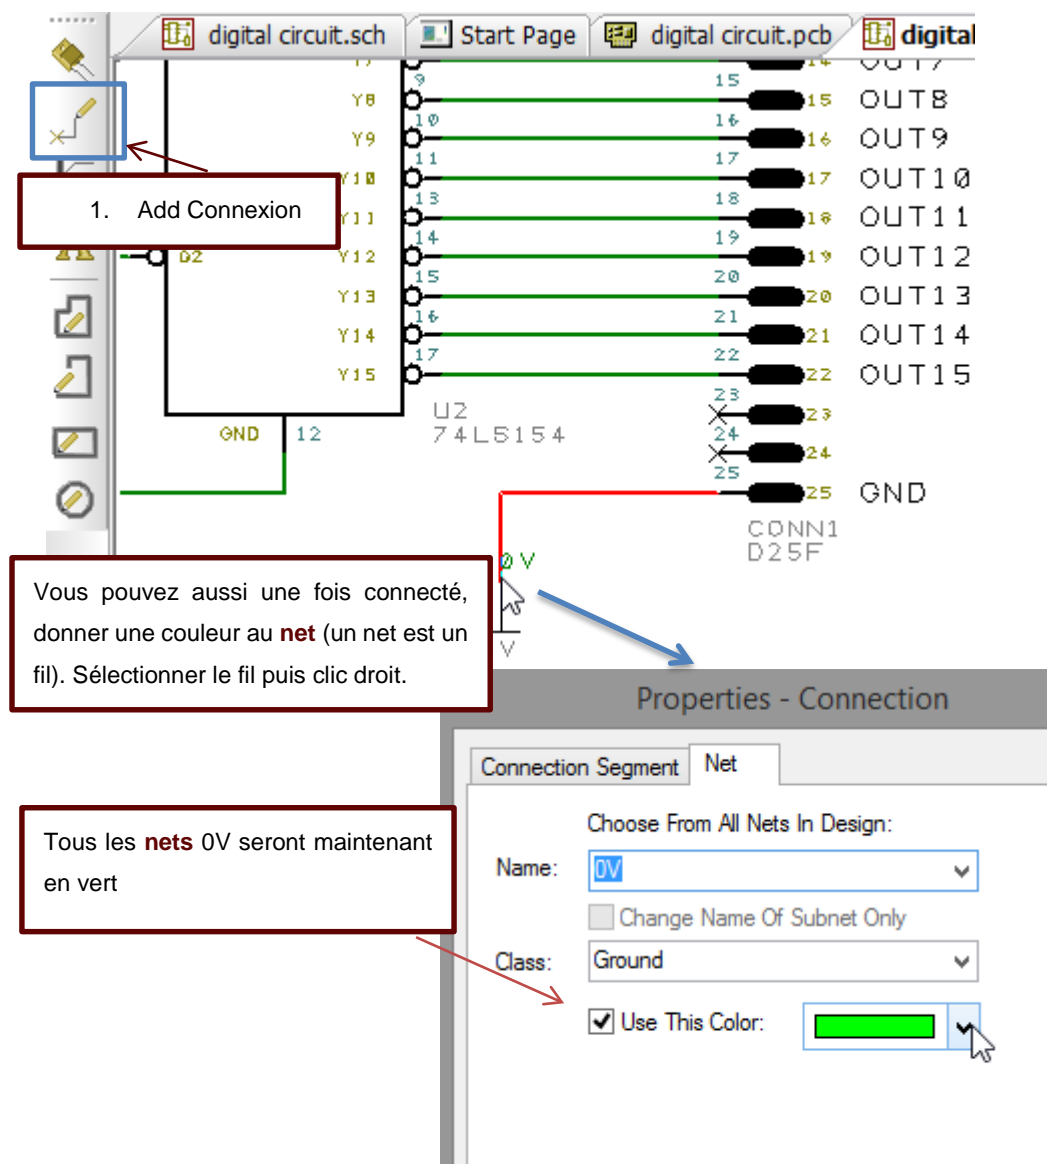 digital circuit.sch Start Page digital circuit.pcb digital
9 15 14 OUT7
Y8 15 OUT8
10 16
Y9 16 OUT9
11 17
Y10 17 OUT10
13 18
Y11 18 OUT11
14 19
G2 Y12 19 OUT12
15 20
Y13 20 OUT13
16 21
Y14 21 OUT14
17 22
Y15 22 OUT15
23
U2 23
GND 12 74LS154 24
24
25
25 GND
CONN1
D25F
0V
V
1. Add Connexion
Vous pouvez aussi une fois connecté,
donner une couleur au net (un net est un
fil). Sélectionner le fil puis clic droit.
Properties - Connection
Connection Segment Net
Choose From All Nets In Design:
Name: 0V
Change Name Of Subnet Only
Class: Ground
Use This Color:
Tous les nets 0V seront maintenant
en vert